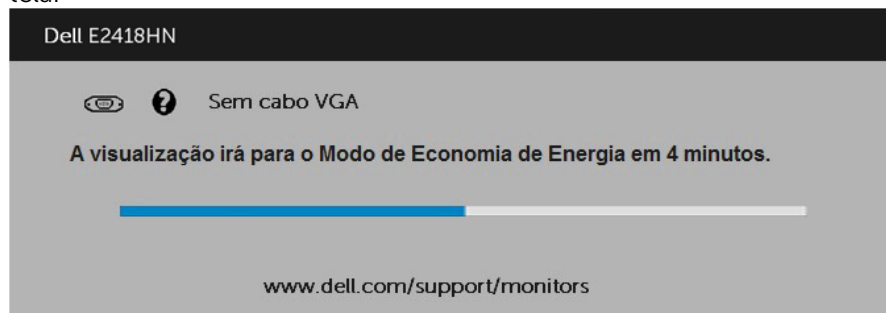 Dell E2418HN
Sem cabo VGA
A visualização irá para o Modo de Economia de Energia em 4 minutos.
www.dell.com/support/monitors